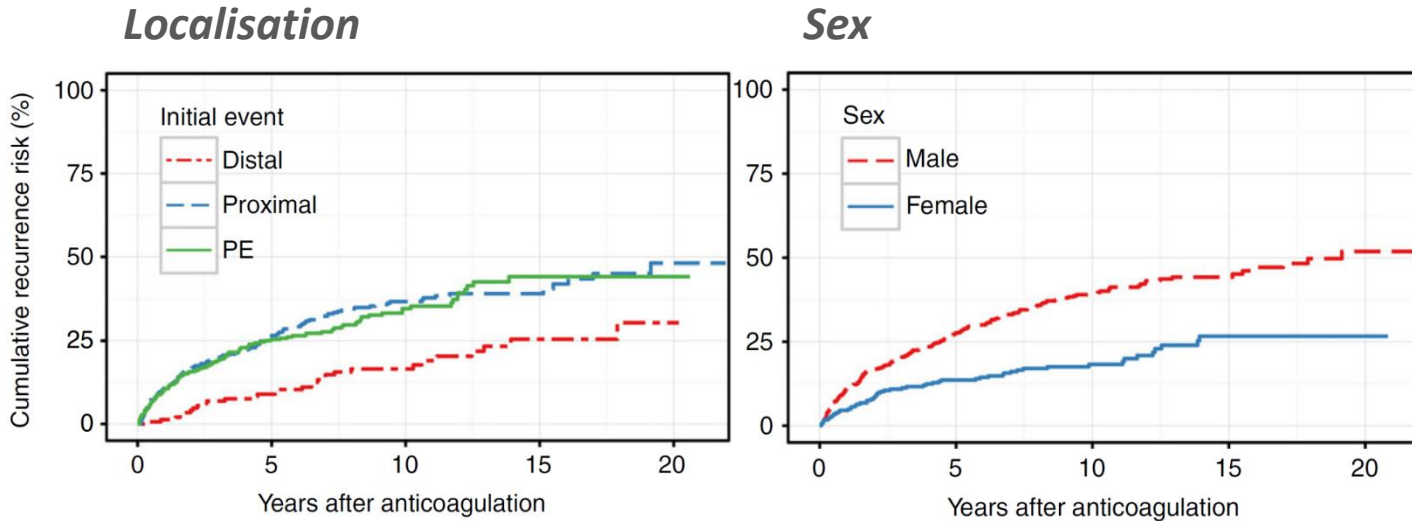 Localisation
Sex
Cumulative recurrence risk (%)
100
75
50
25
0
Initial event
Distal
Proximal
PE
0 5 10 15 20
Years after anticoagulation
100
75
50
25
0
Sex
Male
Female
0 5 10 15 20
Years after anticoagulation